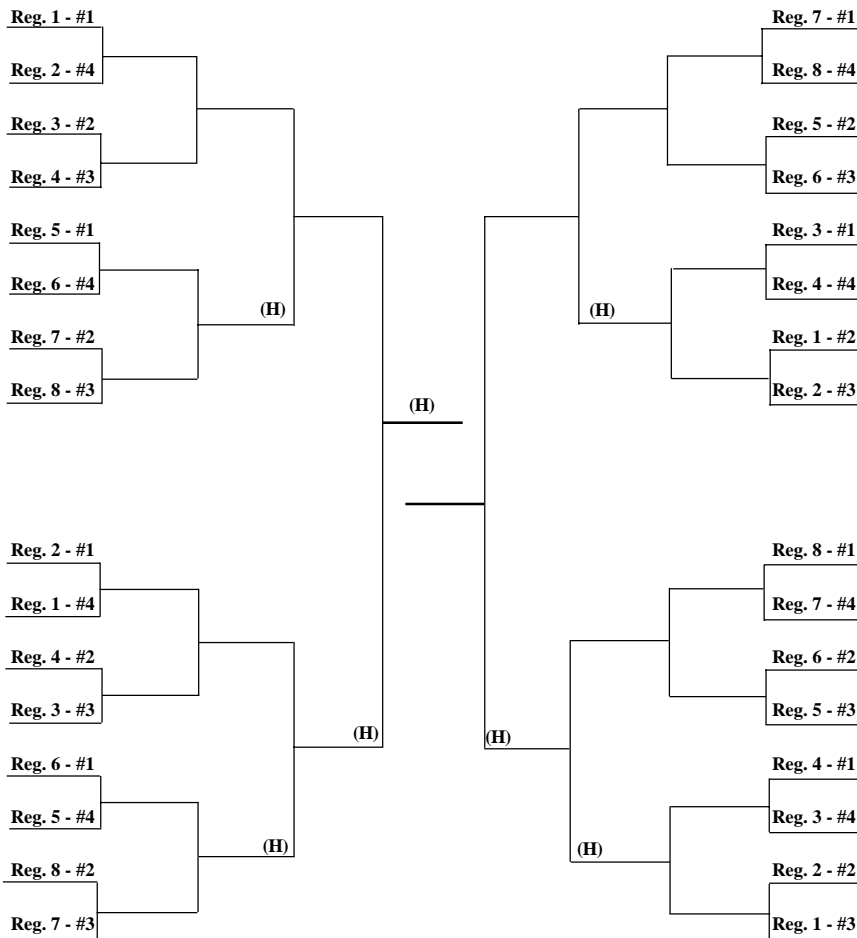 Reg. 1 - #1
Reg. 2 - #4
Reg. 3 - #2
Reg. 4 - #3
Reg. 5 - #1
Reg. 6 - #4
(H)
Reg. 7 - #2
Reg. 8 - #3
(H)
Reg. 2 - #1
Reg. 1 - #4
Reg. 4 - #2
Reg. 3 - #3
(H)
Reg. 6 - #1
Reg. 5 - #4
(H)
Reg. 8 - #2
Reg. 7 - #3
Reg. 7 - #1
Reg. 8 - #4
Reg. 5 - #2
Reg. 6 - #3
Reg. 3 - #1
Reg. 4 - #4
(H)
Reg. 1 - #2
Reg. 2 - #3
Reg. 8 - #1
Reg. 7 - #4
Reg. 6 - #2
Reg. 5 - #3
(H)
Reg. 4 - #1
Reg. 3 - #4
(H)
Reg. 2 - #2
Reg. 1 - #3